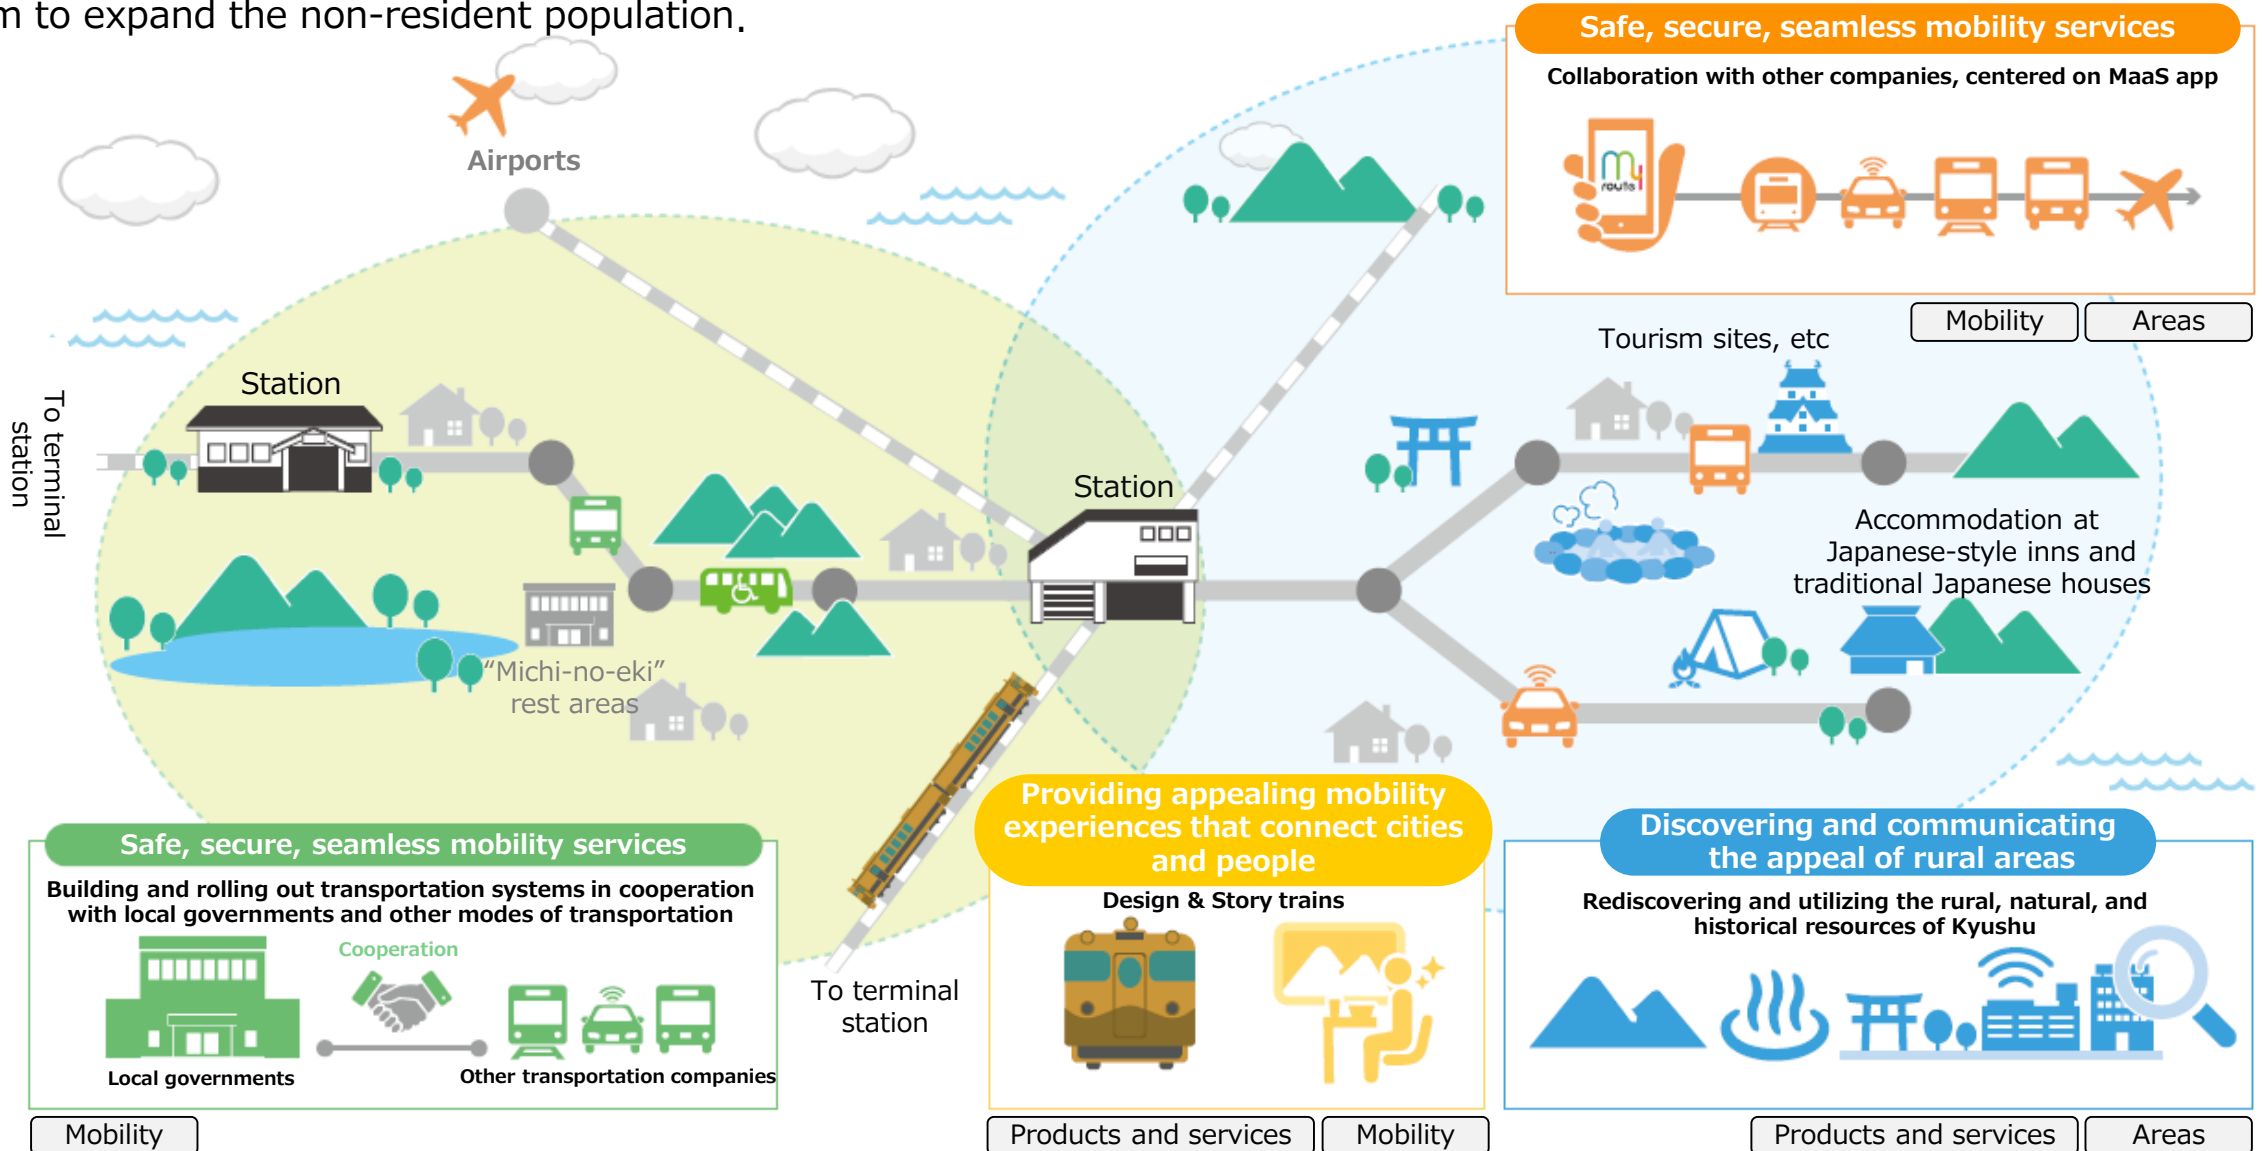 m to expand the non-resident population.
Safe, secure, seamless mobility services
Collaboration with other companies, centered on MaaS app
my
route
Mobility
Areas
Airports
Tourism sites, etc
Station
To terminal
station
Station
Accommodation at
Japanese-style inns and
traditional Japanese houses
“Michi-no-eki”
rest areas
Safe, secure, seamless mobility services
Building and rolling out transportation systems in cooperation
with local governments and other modes of transportation
Cooperation
Local governments
Other transportation companies
Mobility
To terminal
station
Providing appealing mobility
experiences that connect cities
and people
Design & Story trains
Products and services
Mobility
Discovering and communicating
the appeal of rural areas
Rediscovering and utilizing the rural, natural, and
historical resources of Kyushu
Products and services
Areas